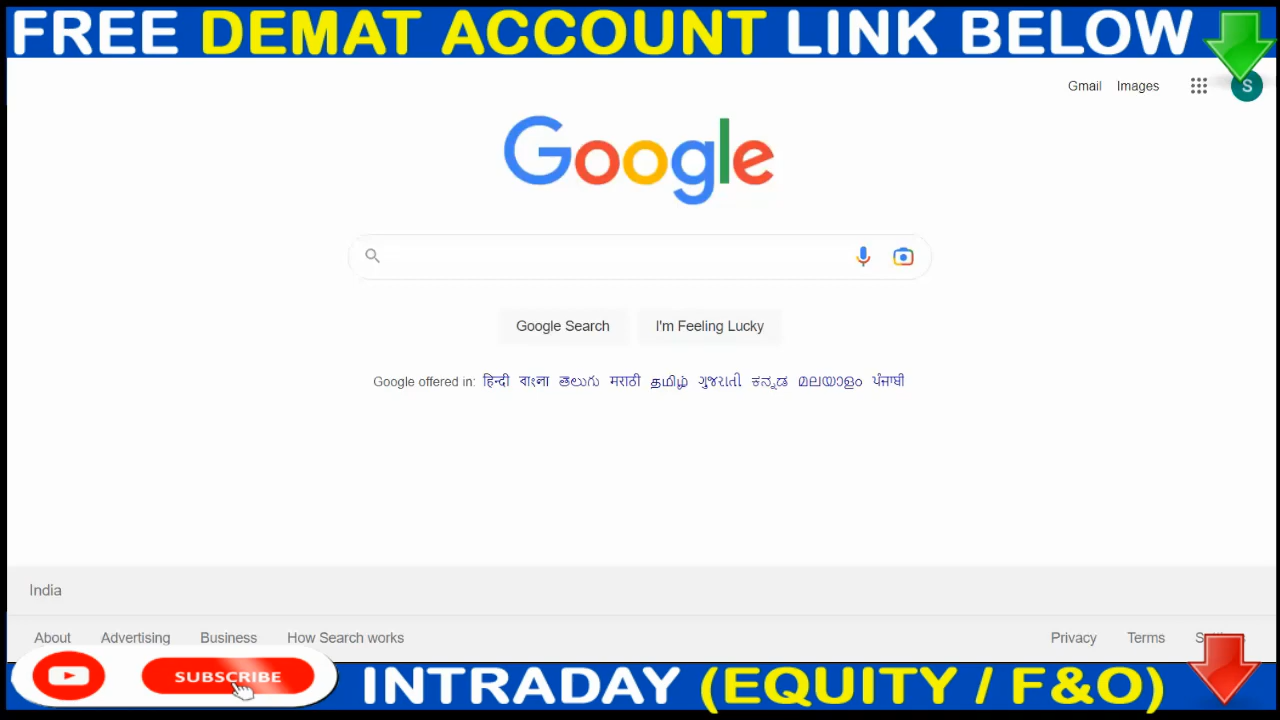 FREE DEMAT ACCOUNT LINK BELOW
Gmail Images
S
Google
Google Search I'm Feeling Lucky
Google offered in: हिन्दी বাংলা తెలుగు मराठी தமிழ் ગુજરાતી ಕನ್ನಡ മലയാളം ਪੰਜਾਬੀ
India
About Advertising Business How Search works Privacy Terms
SUBSCRIBE
INTRADAY (EQUITY / F&O)